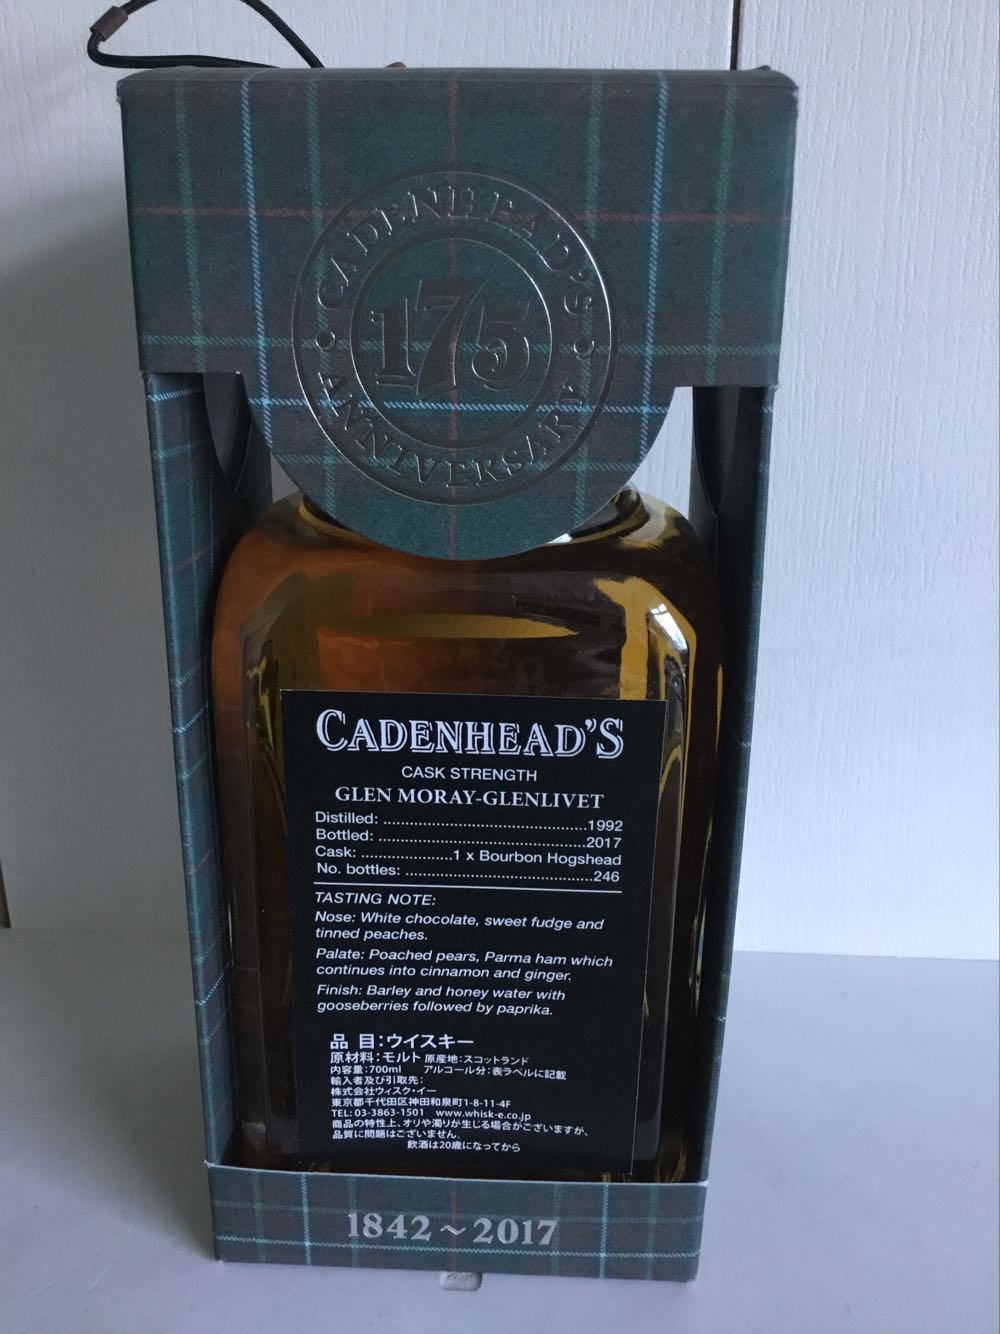 CADENHEAD'S
175
ANNIVERSARY
CADENHEAD'S
CASK STRENGTH
GLEN MORAY-GLENLIVET
Distilled: ................................................1992
Bottled: .................................................2017
Cask: .....................1 x Bourbon Hogshead
No. bottles: ............................................246
TASTING NOTE:
Nose: White chocolate, sweet fudge and
tinned peaches.
Palate: Poached pears, Parma ham which
continues into cinnamon and ginger.
Finish: Barley and honey water with
gooseberries followed by paprika.
品 目:ウイスキー
原材料:モルト 原産地:スコットランド
内容量:700ml アルコール分:表ラベルに記載
輸入者及び引取先:
株式会社ウィスク・イー
東京都千代田区神田和泉町1-8-11-4F
TEL: 03-3863-1501 www.whisk-e.co.jp
商品の特性上、オリや濁りが生じる場合がございますが、
品質に問題はございません。
飲酒は20歳になってから
1842~2017